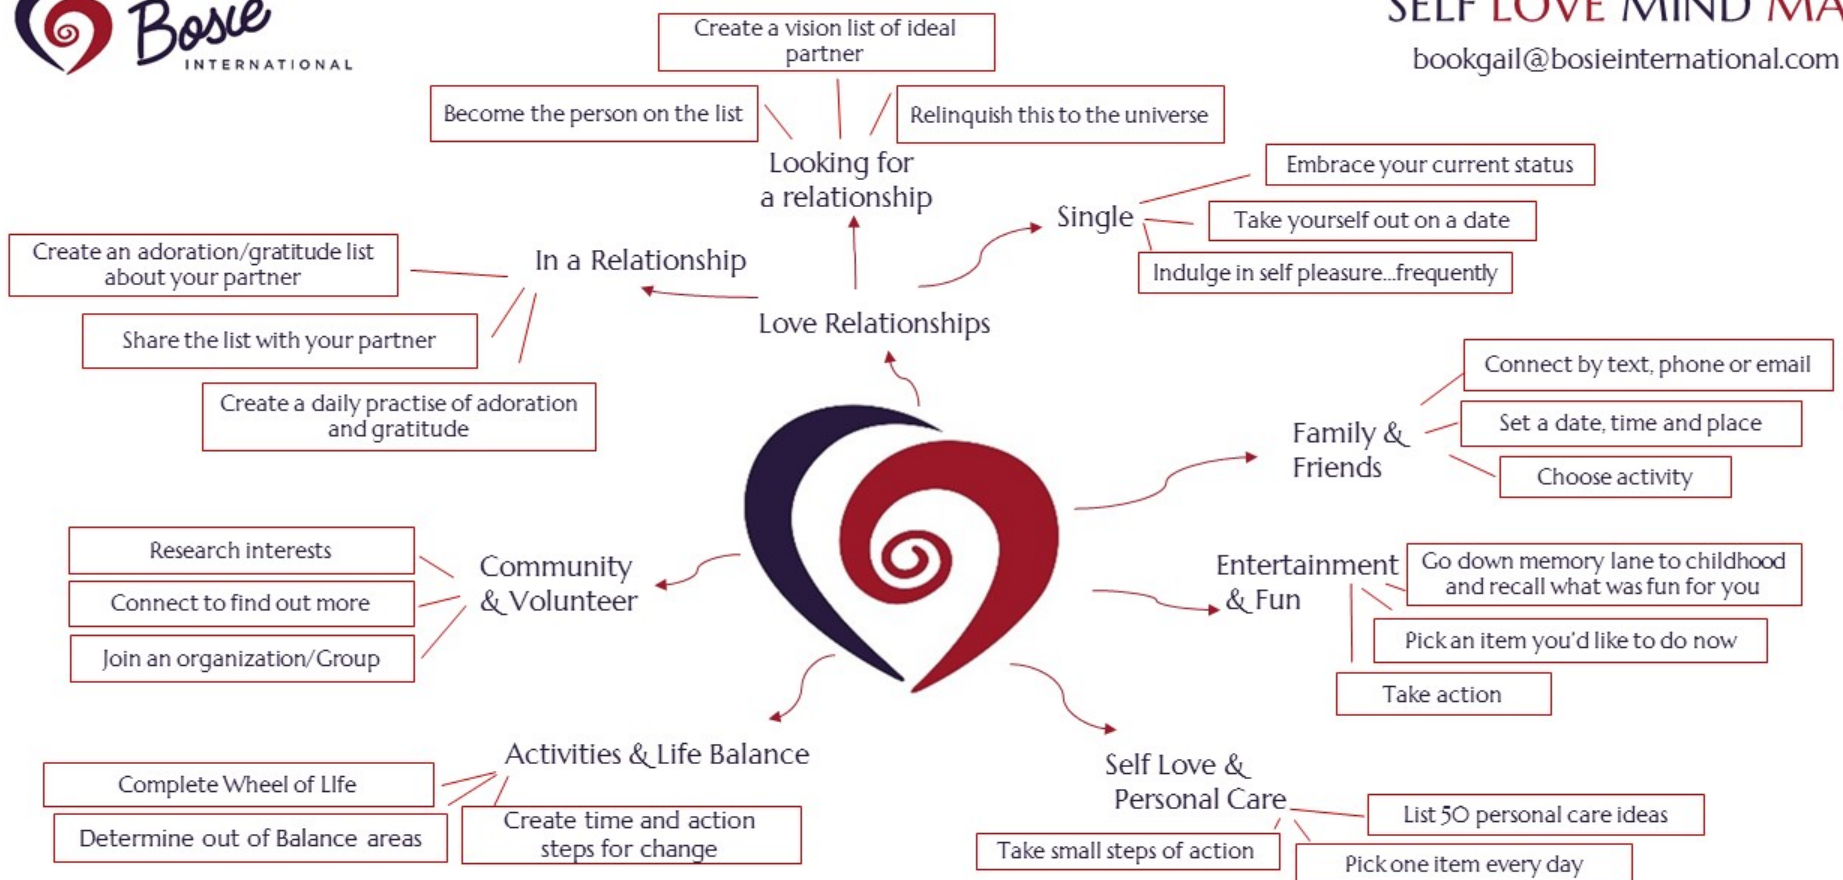 Bosie
INTERNATIONAL
SELF LOVE MIND MA
bookgail@bosieinternational.com
Create a vision list of ideal
partner
Become the person on the list
Relinquish this to the universe
Looking for
a relationship
Single
Embrace your current status
Take yourself out on a date
Indulge in self pleasure...frequently
In a Relationship
Create an adoration/gratitude list
about your partner
Share the list with your partner
Create a daily practise of adoration
and gratitude
Love Relationships
Family &
Friends
Connect by text, phone or email
Set a date, time and place
Choose activity
Community
& Volunteer
Research interests
Connect to find out more
Join an organization/Group
Entertainment
& Fun
Go down memory lane to childhood
and recall what was fun for you
Pick an item you'd like to do now
Take action
Activities & Life Balance
Complete Wheel of LIfe
Determine out of Balance areas
Create time and action
steps for change
Self Love &
Personal Care
List 50 personal care ideas
Take small steps of action
Pick one item every day